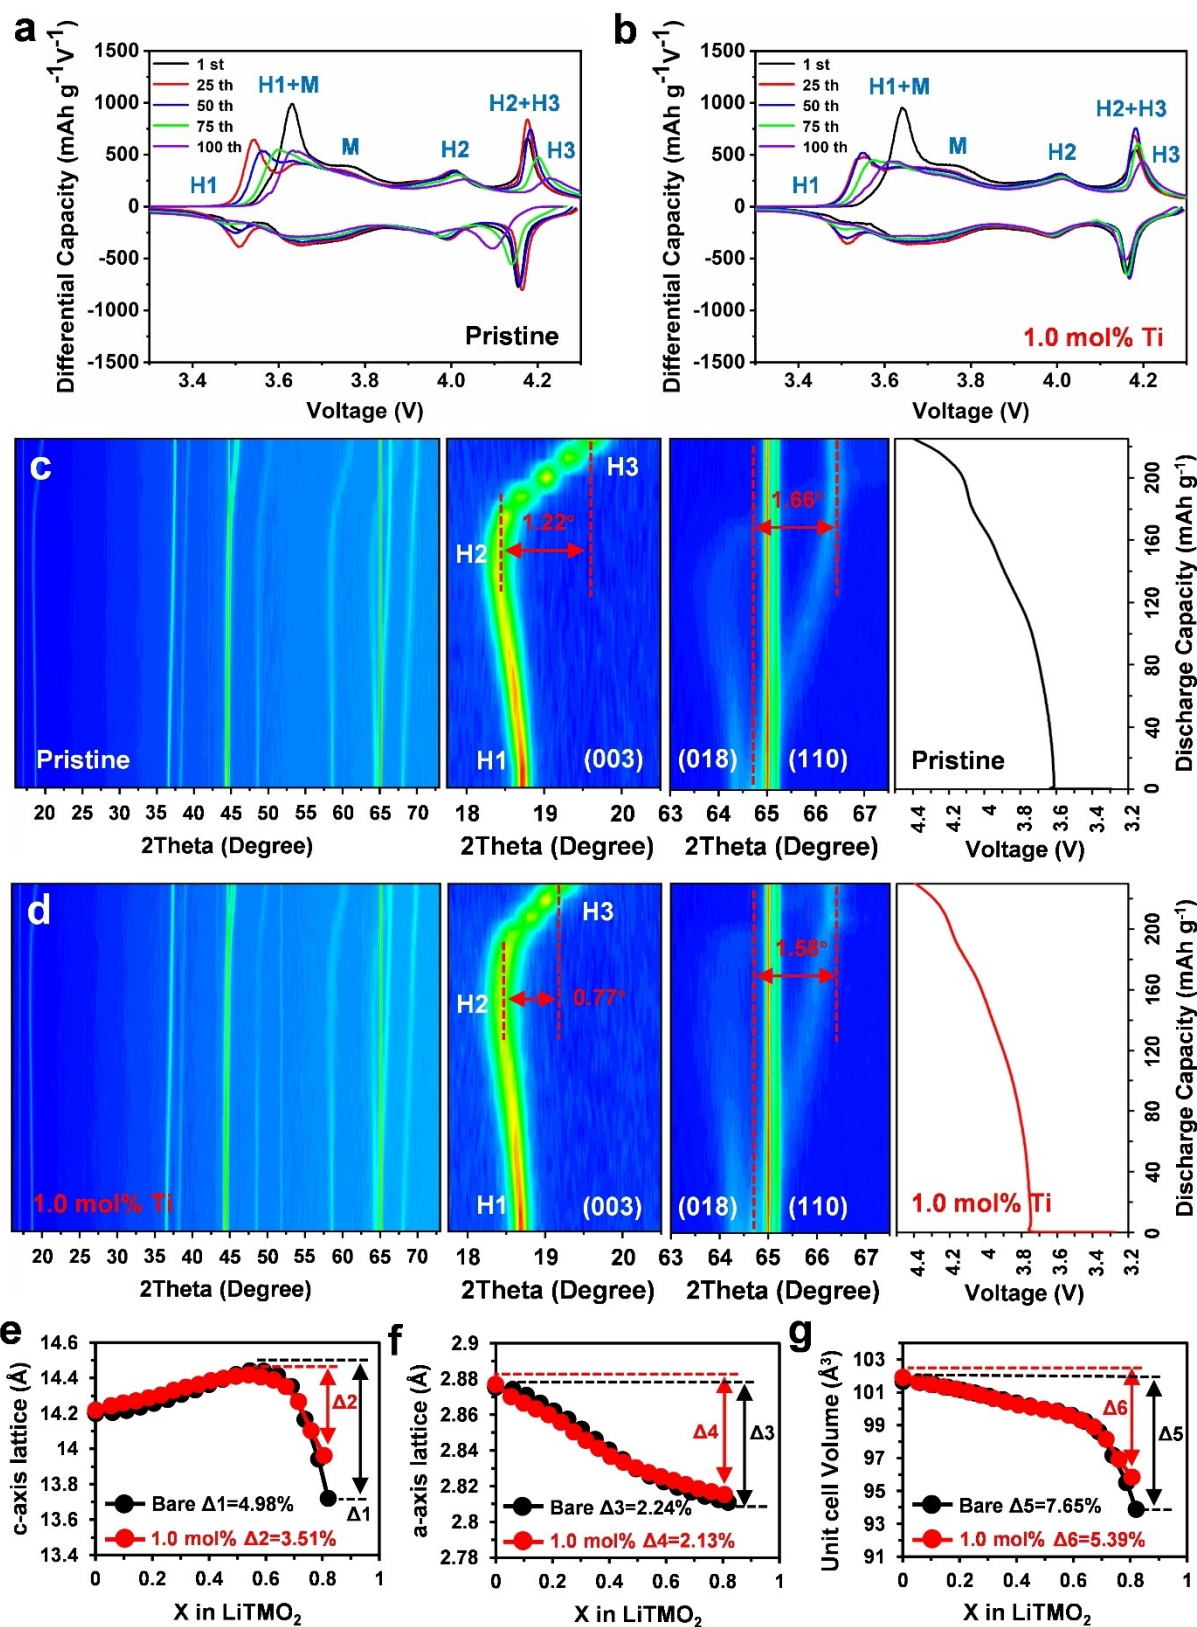 a
b
Differential Capacity (mAh g⁻¹V⁻¹)
1500
1000
500
0
-500
-1000
-1500
1 st
25 th
50 th
75 th
100 th
H1
H1+M
M
H2
H2+H3
H3
Pristine
3.4 3.6 3.8 4.0 4.2
Voltage (V)
Differential Capacity (mAh g⁻¹V⁻¹)
1500
1000
500
0
-500
-1000
-1500
1 st
25 th
50 th
75 th
100 th
H1
H1+M
M
H2
H2+H3
H3
1.0 mol% Ti
3.4 3.6 3.8 4.0 4.2
Voltage (V)
c
Pristine
20 25 30 35 40 45 50 55 60 65 70
2Theta (Degree)
H3
1.22°
H2
H1
(003)
18 19 20
2Theta (Degree)
1.66°
(018)
(110)
63 64 65 66 67
2Theta (Degree)
Pristine
4.4 4.2 4 3.8 3.6 3.4 3.2
Voltage (V)
0 40 80 120 160 200
Discharge Capacity (mAh g⁻¹)
d
1.0 mol% Ti
20 25 30 35 40 45 50 55 60 65 70
2Theta (Degree)
H3
H2
0.77°
H1
(003)
18 19 20
2Theta (Degree)
1.58°
(018)
(110)
63 64 65 66 67
2Theta (Degree)
1.0 mol% Ti
4.4 4.2 4 3.8 3.6 3.4 3.2
Voltage (V)
0 40 80 120 160 200
Discharge Capacity (mAh g⁻¹)
e
c-axis lattice (Å)
14.6
14.4
14.2
14
13.8
13.6
13.4
Δ2
Δ1
Bare Δ1=4.98%
1.0 mol% Δ2=3.51%
0 0.2 0.4 0.6 0.8 1
X in LiTMO₂
f
a-axis lattice (Å)
2.9
2.88
2.86
2.84
2.82
2.8
2.78
Δ4
Δ3
Bare Δ3=2.24%
1.0 mol% Δ4=2.13%
0 0.2 0.4 0.6 0.8 1
X in LiTMO₂
g
Unit cell Volume (Å³)
103
101
99
97
95
93
91
Δ6
Δ5
Bare Δ5=7.65%
1.0 mol% Δ6=5.39%
0 0.2 0.4 0.6 0.8 1
X in LiTMO₂